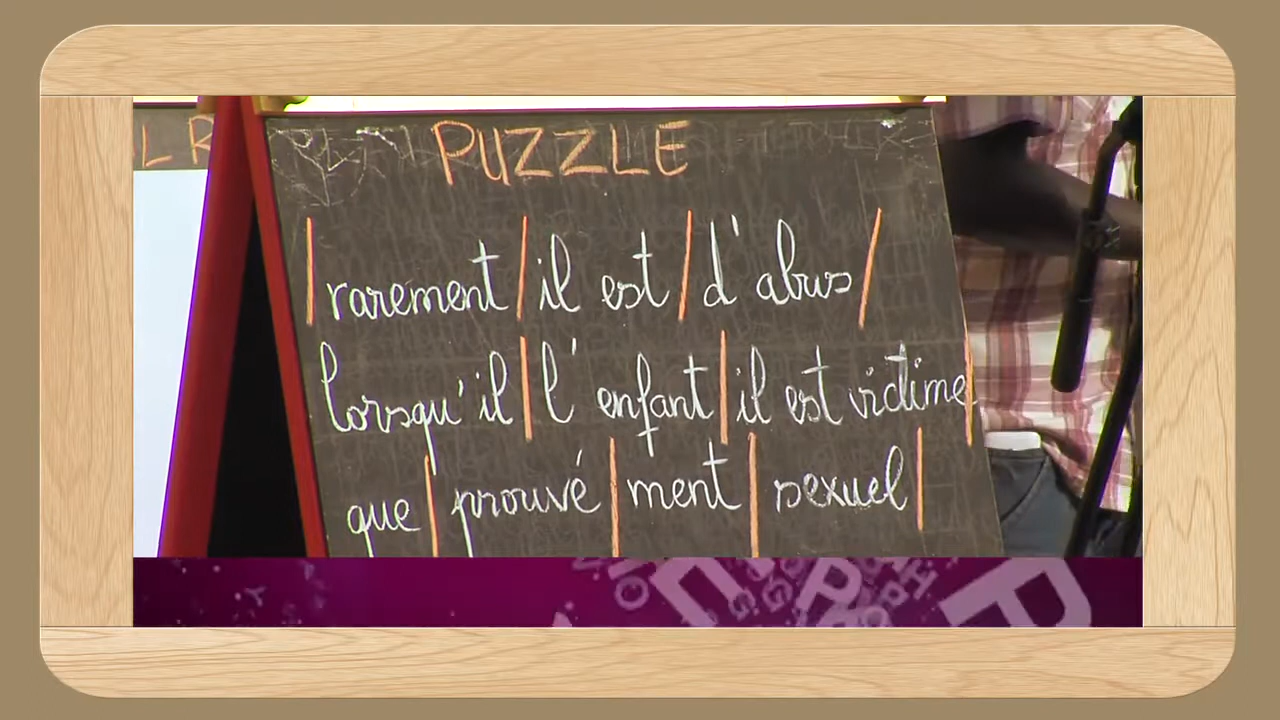 L R
PUZZLE
rarement / il est / d'abus /
lorsqu'il | l'enfant | il est victime |
que | prouvé | ment | sexuel |